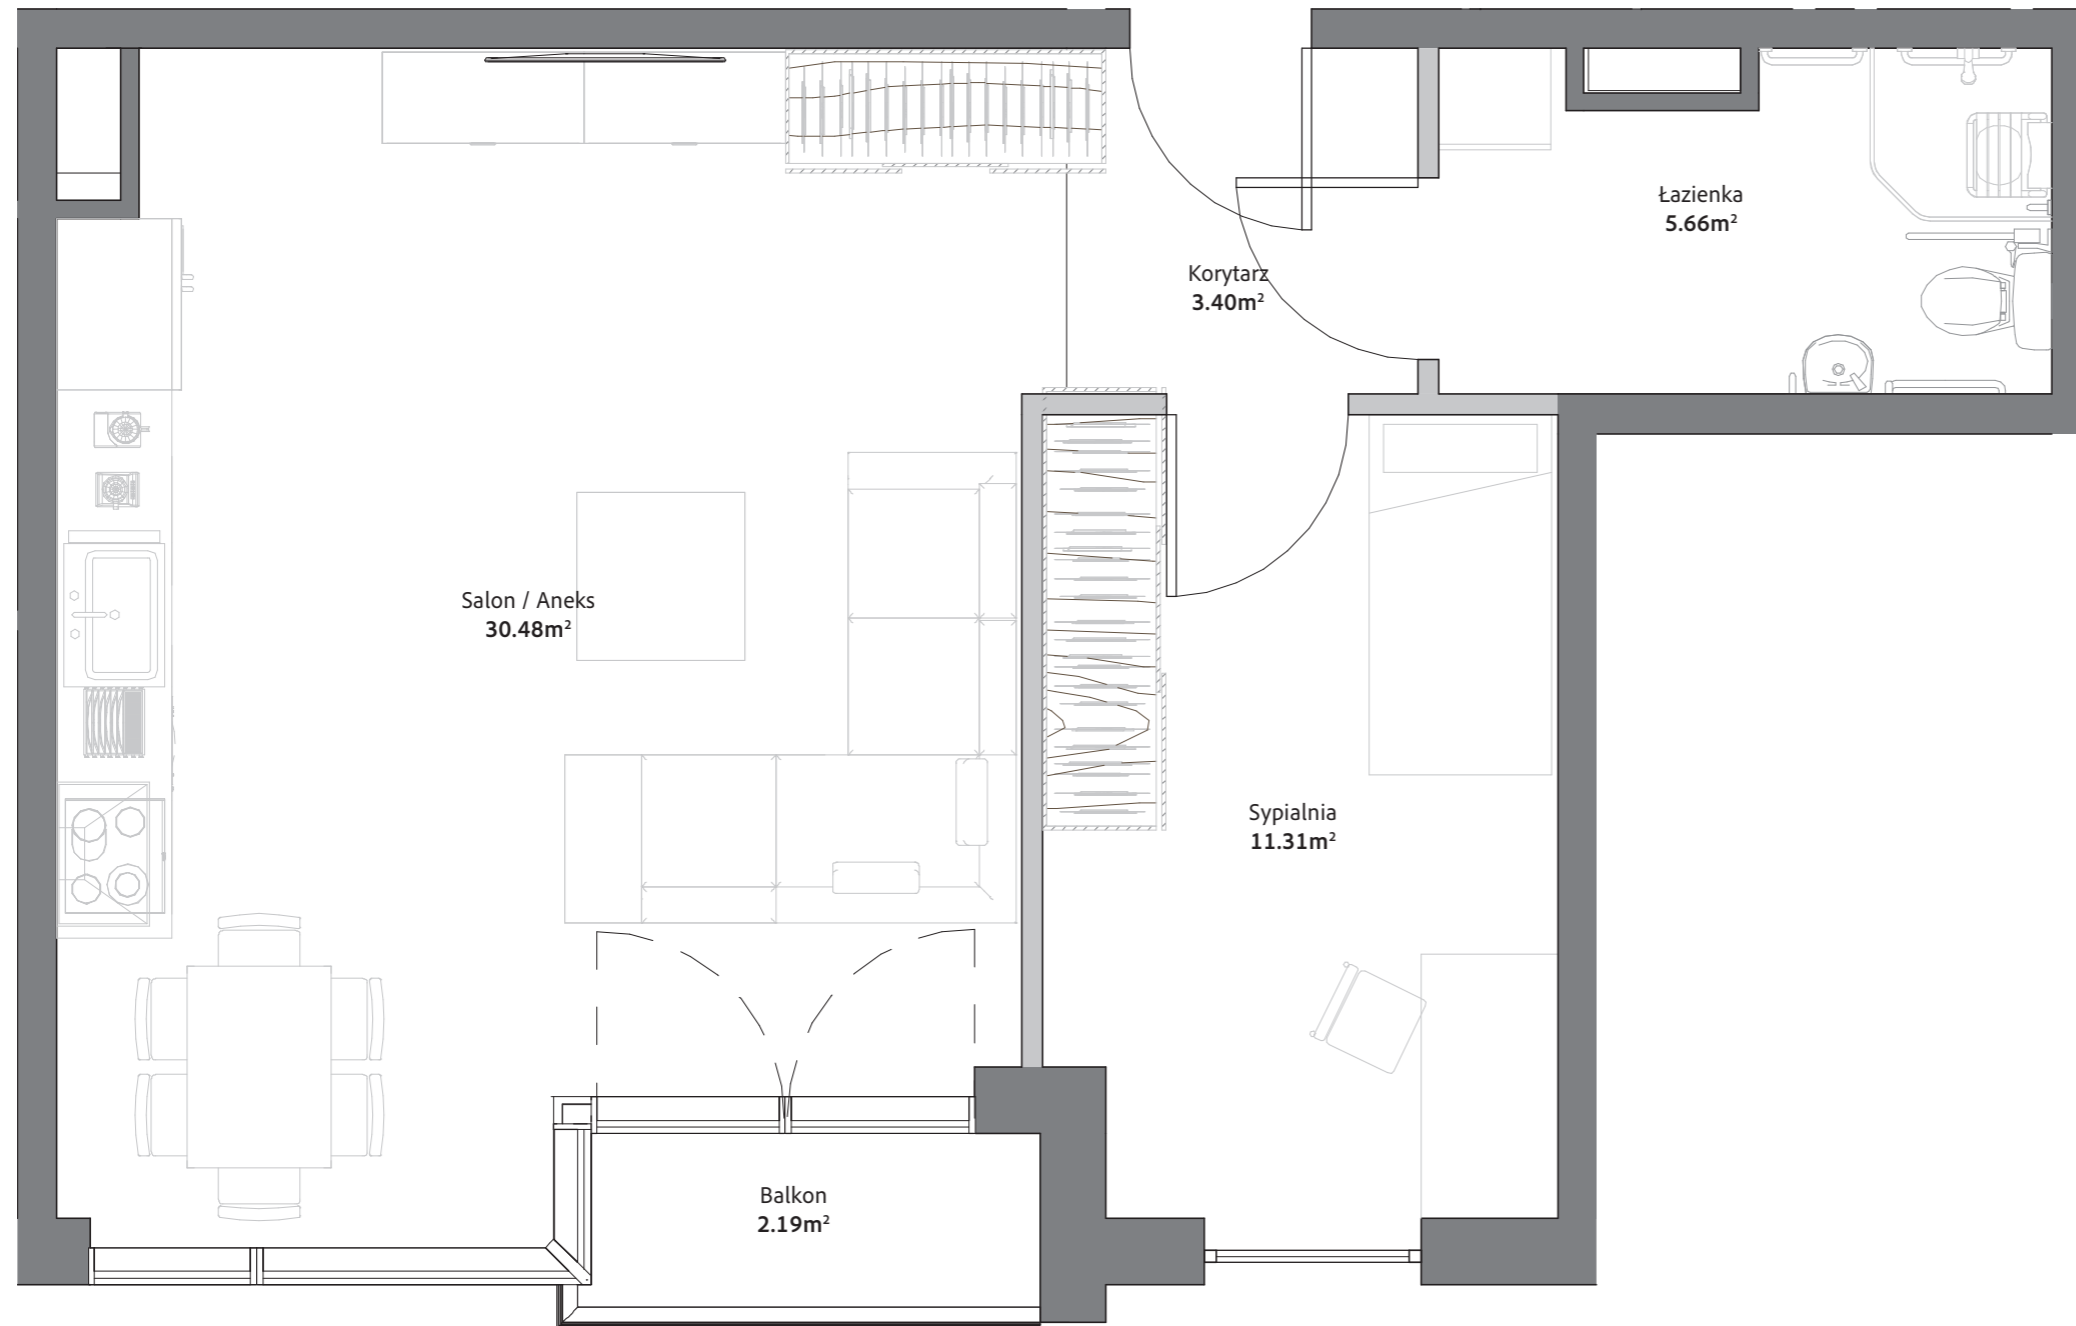 Łazienka
5.66m²
Korytarz
3.40m²
Salon / Aneks
30.48m²
Sypialnia
11.31m²
Balkon
2.19m²